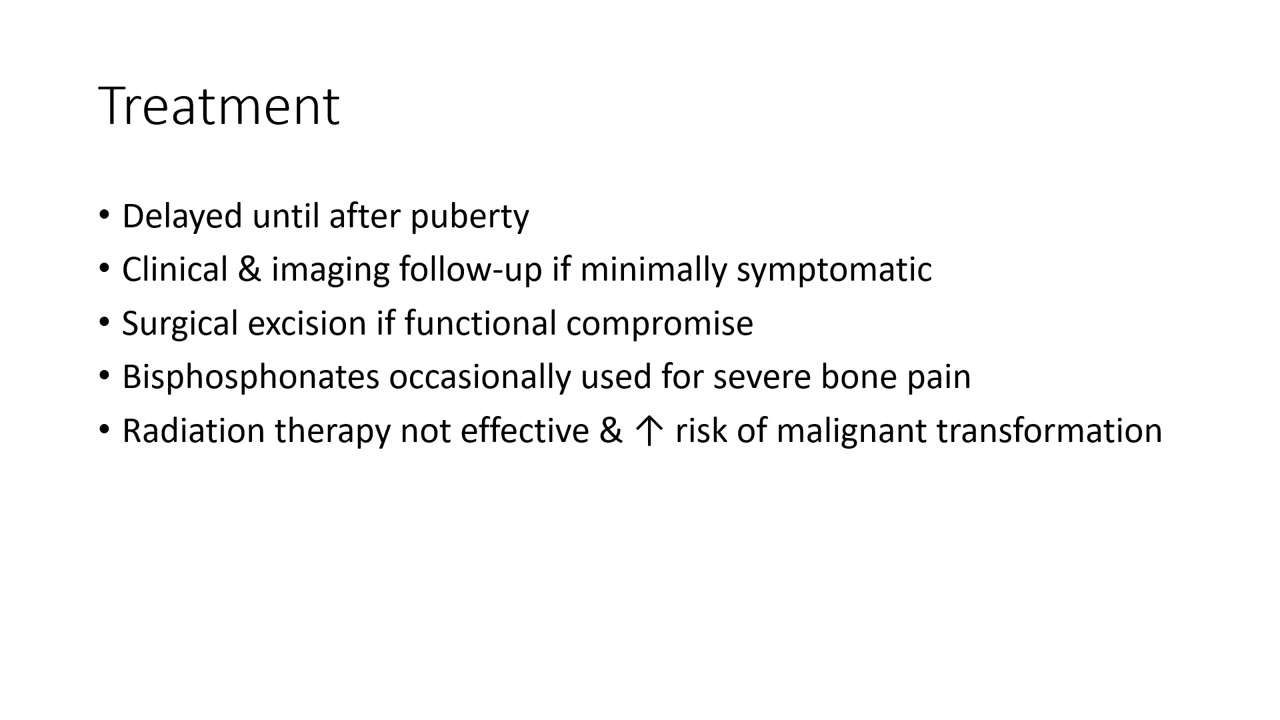 Treatment
• Delayed until after puberty
• Clinical & imaging follow-up if minimally symptomatic
• Surgical excision if functional compromise
• Bisphosphonates occasionally used for severe bone pain
• Radiation therapy not effective & ↑ risk of malignant transformation